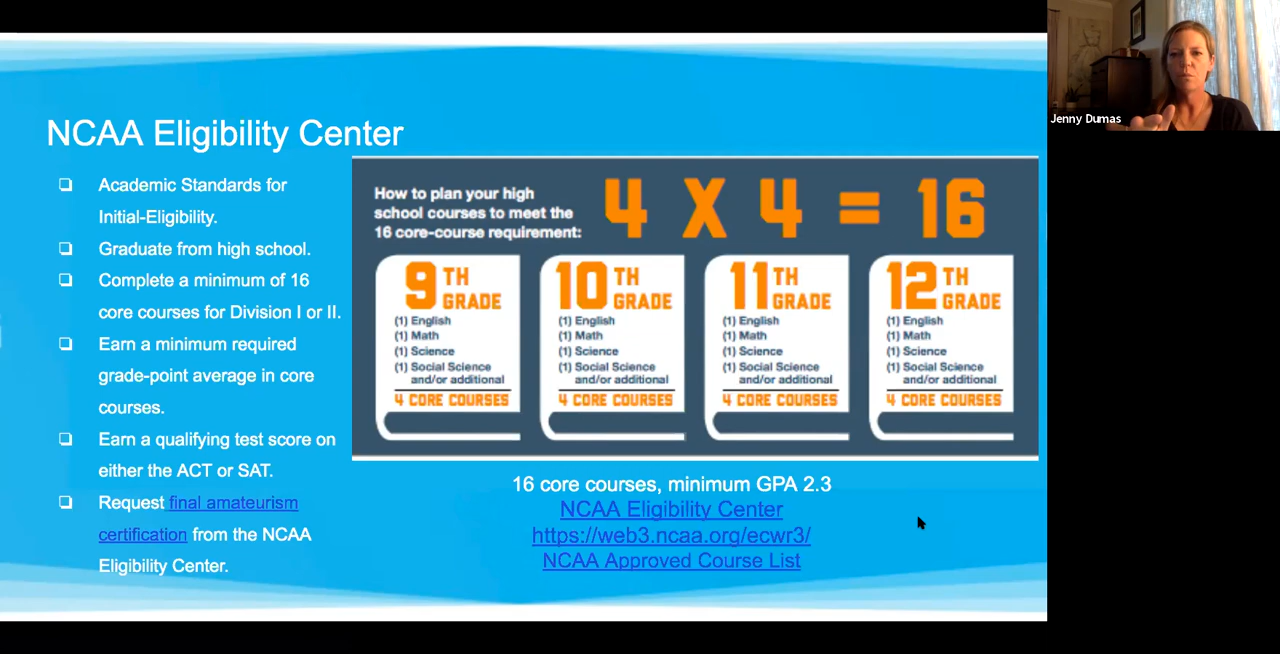 NCAA Eligibility Center
❏ Academic Standards for
Initial-Eligibility.
❏ Graduate from high school.
❏ Complete a minimum of 16
core courses for Division I or II.
❏ Earn a minimum required
grade-point average in core
courses.
❏ Earn a qualifying test score on
either the ACT or SAT.
❏ Request final amateurism
certification from the NCAA
Eligibility Center.
How to plan your high
school courses to meet the
16 core-course requirement:
4 X 4 = 16
9TH
GRADE
(1) English
(1) Math
(1) Science
(1) Social Science
and/or additional
4 CORE COURSES
10TH
GRADE
(1) English
(1) Math
(1) Science
(1) Social Science
and/or additional
4 CORE COURSES
11TH
GRADE
(1) English
(1) Math
(1) Science
(1) Social Science
and/or additional
4 CORE COURSES
12TH
GRADE
(1) English
(1) Math
(1) Science
(1) Social Science
and/or additional
4 CORE COURSES
16 core courses, minimum GPA 2.3
NCAA Eligibility Center
https://web3.ncaa.org/ecwr3/
NCAA Approved Course List
Jenny Dumas